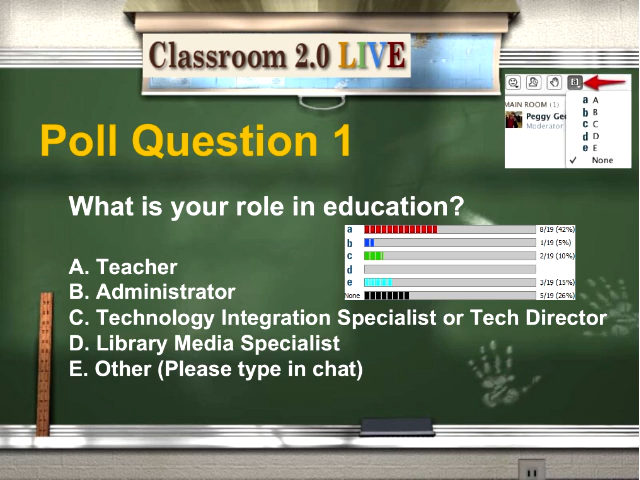 Classroom 2.0 LIVE
MAIN ROOM (1)
Peggy Ge
Moderator
a A
b B
c C
d D
e E
✓ None
Poll Question 1
What is your role in education?
a 8/19 (42%)
b 1/19 (5%)
c 2/19 (10%)
d
e 3/19 (15%)
None 5/19 (26%)
A. Teacher
B. Administrator
C. Technology Integration Specialist or Tech Director
D. Library Media Specialist
E. Other (Please type in chat)